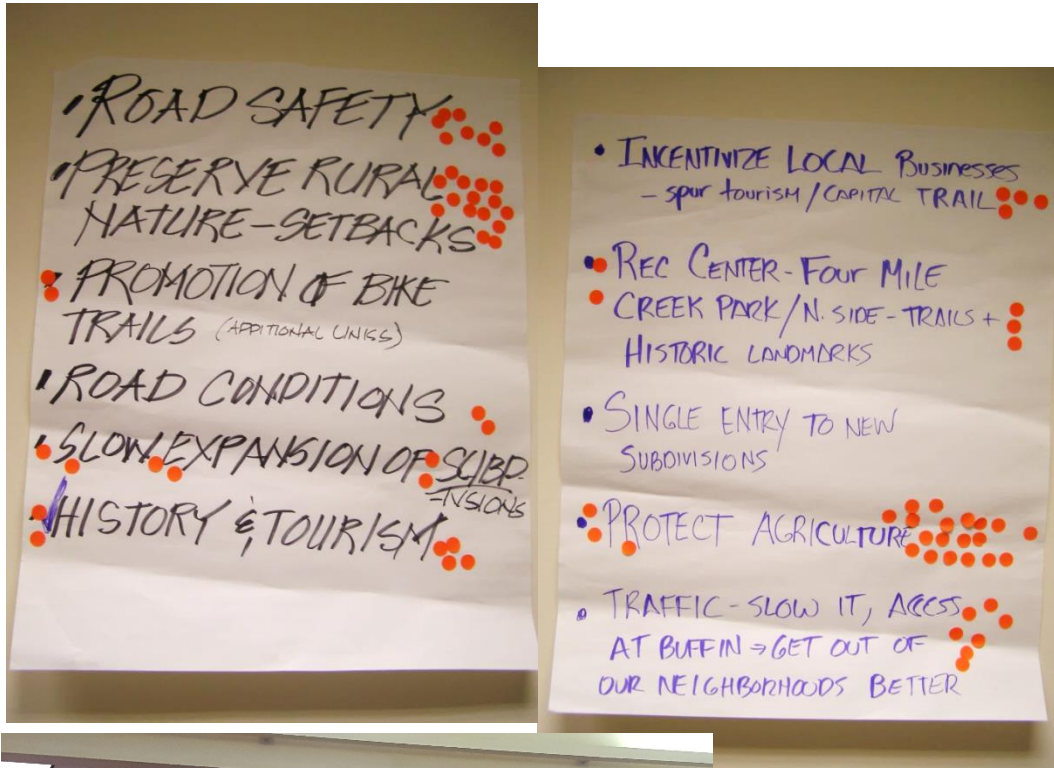 • ROAD SAFETY
• PRESERVE RURAL
NATURE-SETBACKS
• PROMOTION OF BIKE
TRAILS (ADDITIONAL LINKS)
• ROAD CONDITIONS
• SLOW EXPANSION OF SUBD-
-IVSIONS
HISTORY & TOURISM
• INCENTIVIZE LOCAL Businesses
- spur tourism / CAPITAL TRAIL
• REC CENTER - FOUR MILE
CREEK PARK / N. SIDE - TRAILS +
HISTORIC LANDMARKS
• SINGLE ENTRY TO NEW
SUBDIVISIONS
• PROTECT AGRICULTURE
• TRAFFIC - SLOW IT, ACCESS
AT BUFFIN ⇒ GET OUT OF
OUR NEIGHBORHOODS BETTER